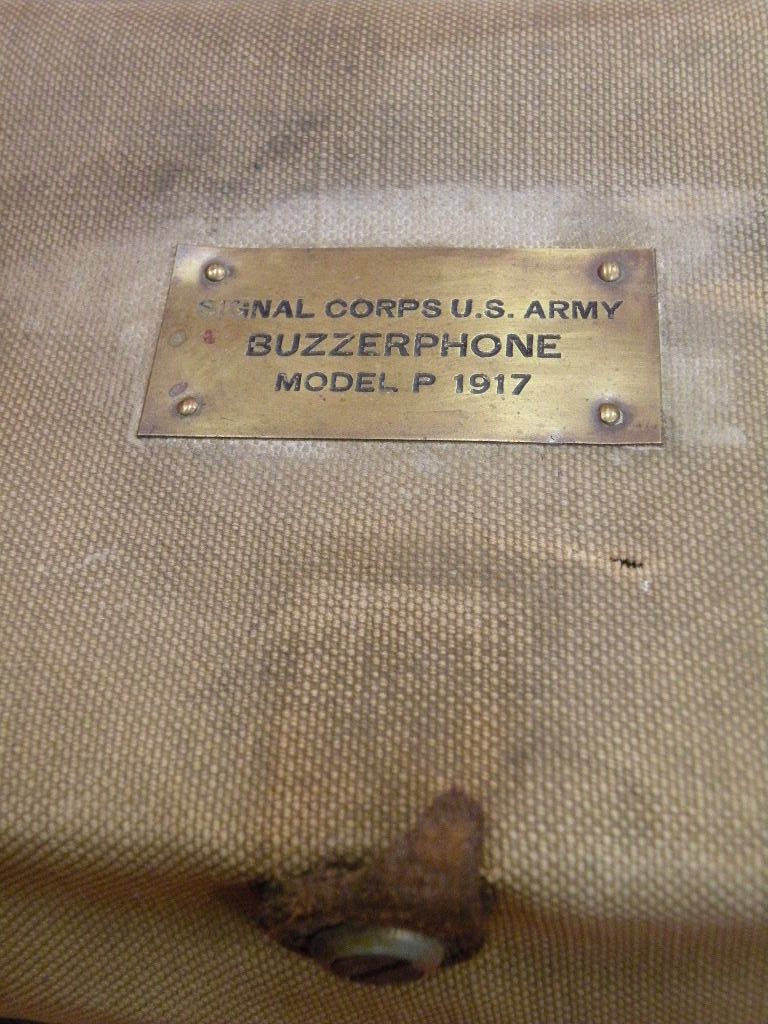 SIGNAL CORPS U.S. ARMY
BUZZERPHONE
MODEL P 1917